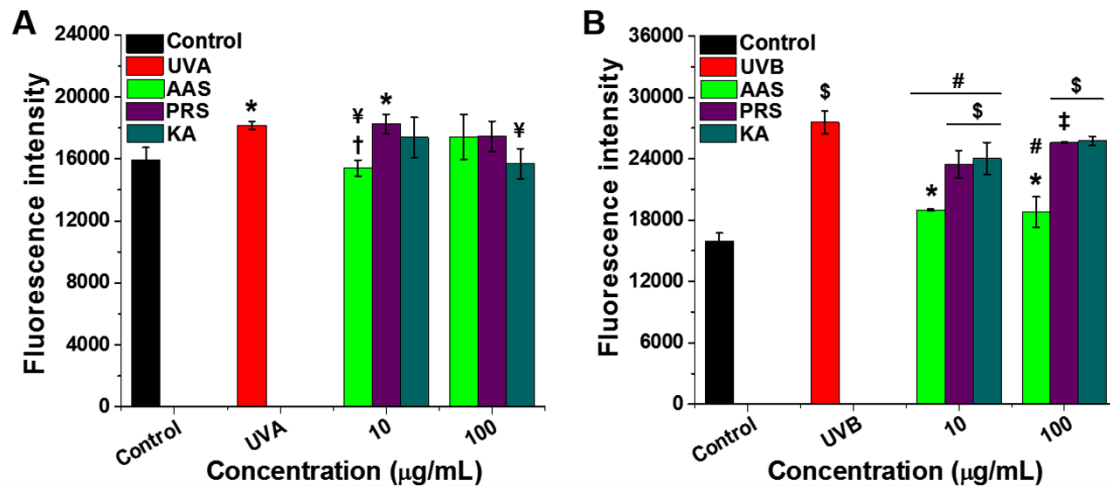 A
Fluorescence intensity
24000
20000
16000
12000
8000
4000
0
Control
UVA
AAS
PRS
KA
*
¥
†
*
¥
Control
UVA
10
100
Concentration (μg/mL)
B
Fluorescence intensity
36000
30000
24000
18000
12000
6000
0
Control
UVB
AAS
PRS
KA
$
#
$
*
$
‡
#
*
Control
UVB
10
100
Concentration (μg/mL)